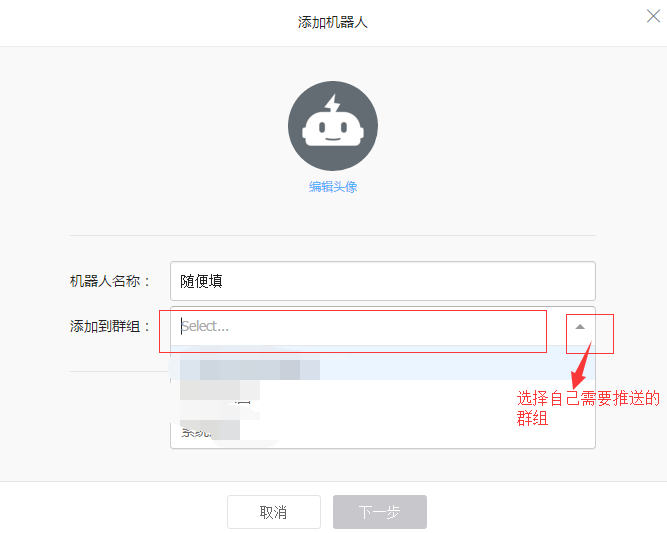 添加机器人
编辑头像
机器人名称：
随便填
添加到群组：
Select...
选择自己需要推送的
群组
系统
取消
下一步